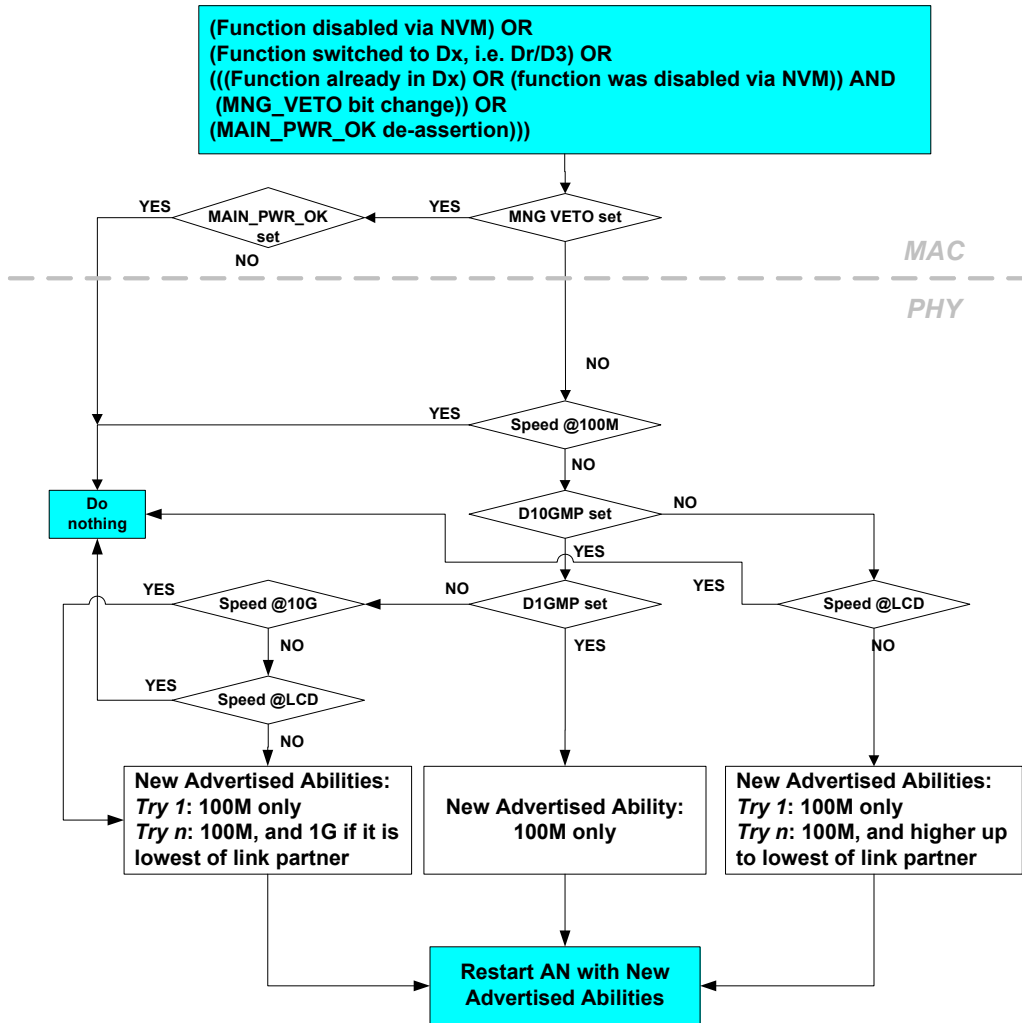 (Function disabled via NVM) OR
(Function switched to Dx, i.e. Dr/D3) OR
(((Function already in Dx) OR (function was disabled via NVM)) AND
(MNG_VETO bit change)) OR
(MAIN_PWR_OK de-assertion)))
YES
MAIN_PWR_OK
set
NO
YES
MNG VETO set
MAC
PHY
NO
YES
Speed @100M
NO
Do
nothing
D10GMP set
NO
YES
YES
Speed @10G
NO
D1GMP set
YES
Speed @LCD
NO
YES
NO
YES
Speed @LCD
NO
New Advertised Abilities:
Try 1: 100M only
Try n: 100M, and 1G if it is
lowest of link partner
New Advertised Ability:
100M only
New Advertised Abilities:
Try 1: 100M only
Try n: 100M, and higher up
to lowest of link partner
Restart AN with New
Advertised Abilities